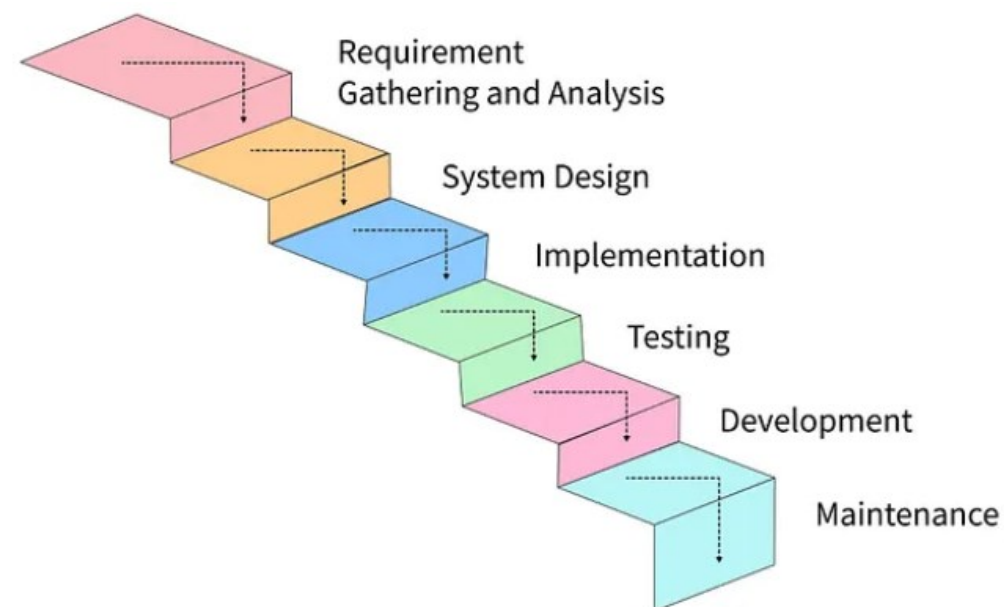 Requirement
Gathering and Analysis
System Design
Implementation
Testing
Development
Maintenance